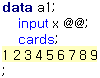 data a1;
input x @@;
cards;
1 2 3 4 5 6 7 8 9
;